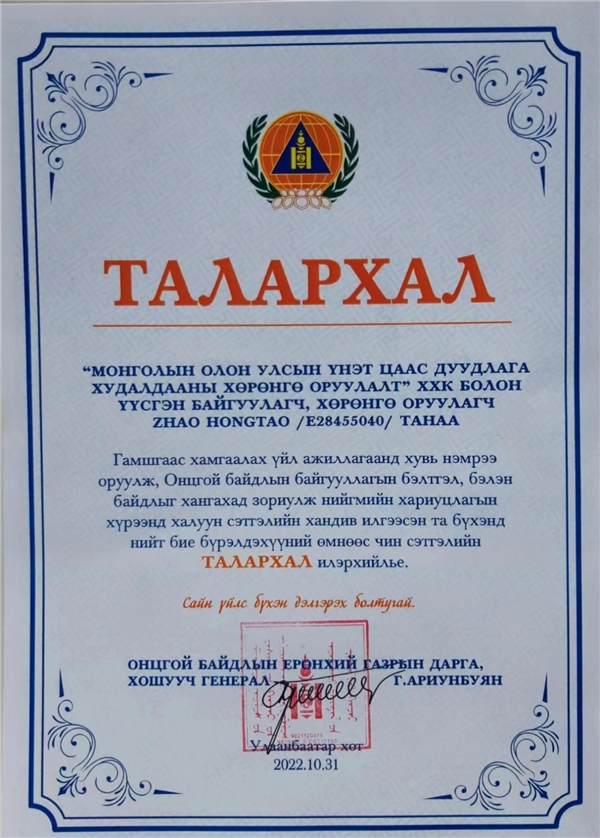 ТАЛАРХАЛ
“МОНГОЛЫН ОЛОН УЛСЫН ҮНЭТ ЦААС ДУУДЛАГА
ХУДАЛДААНЫ ХӨРӨНГӨ ОРУУЛАЛТ” ХХК БОЛОН
ҮҮСГЭН БАЙГУУЛАГЧ, ХӨРӨНГӨ ОРУУЛАГЧ
ZHAO HONGTAO /E28455040/ ТАНАА
Гамшгаас хамгаалах үйл ажиллагаанд хувь нэмрээ
оруулж, Онцгой байдлын байгууллагын бэлтгэл, бэлэн
байдлыг хангахад зориулж нийгмийн хариуцлагын
хүрээнд халуун сэтгэлийн хандив илгээсэн та бүхэнд
нийт бие бүрэлдэхүүний өмнөөс чин сэтгэлийн
ТАЛАРХАЛ илэрхийлье.
Сайн үйлс бүхэн дэлгэрэх болтугай.
ОНЦГОЙ БАЙДЛЫН ЕРӨНХИЙ ГАЗРЫН ДАРГА,
ХОШУУЧ ГЕНЕРАЛ Г.АРИУНБУЯН
Улаанбаатар хот
2022.10.31